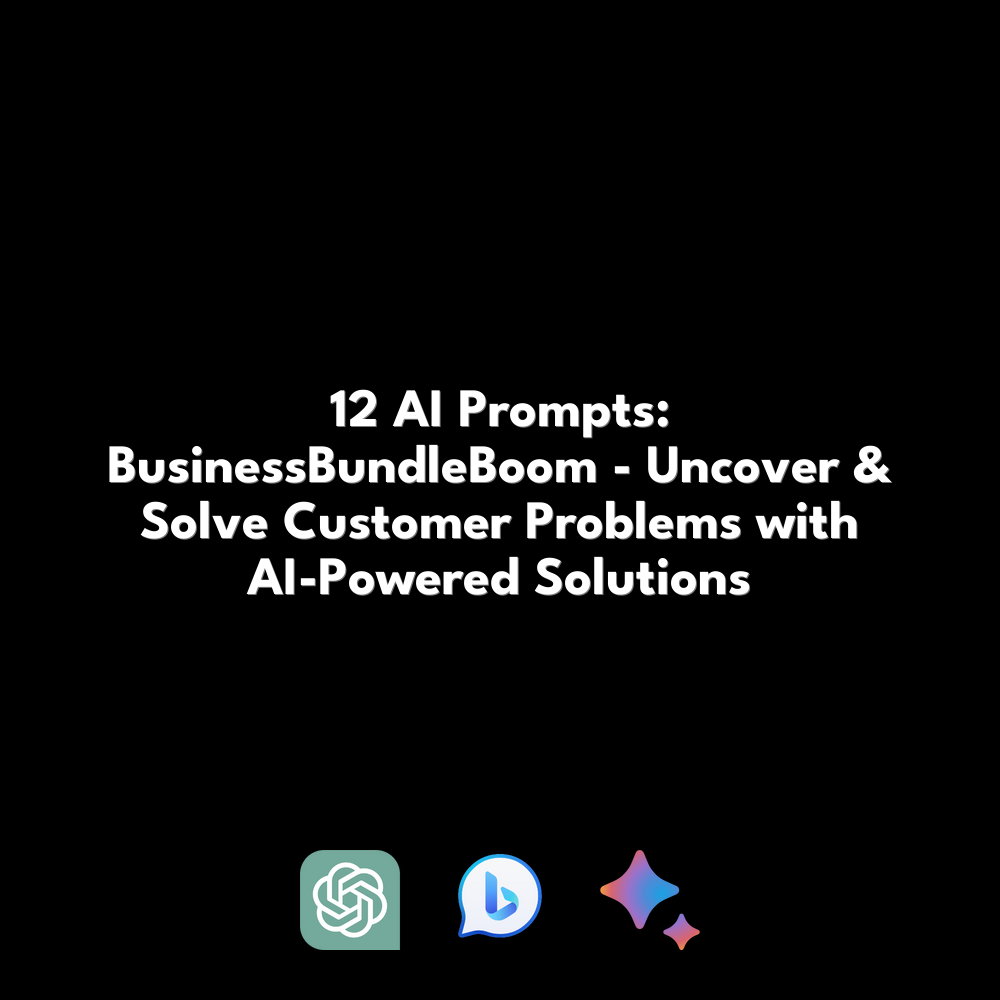 12 AI Prompts:
BusinessBundleBoom - Uncover &
Solve Customer Problems with
AI-Powered Solutions